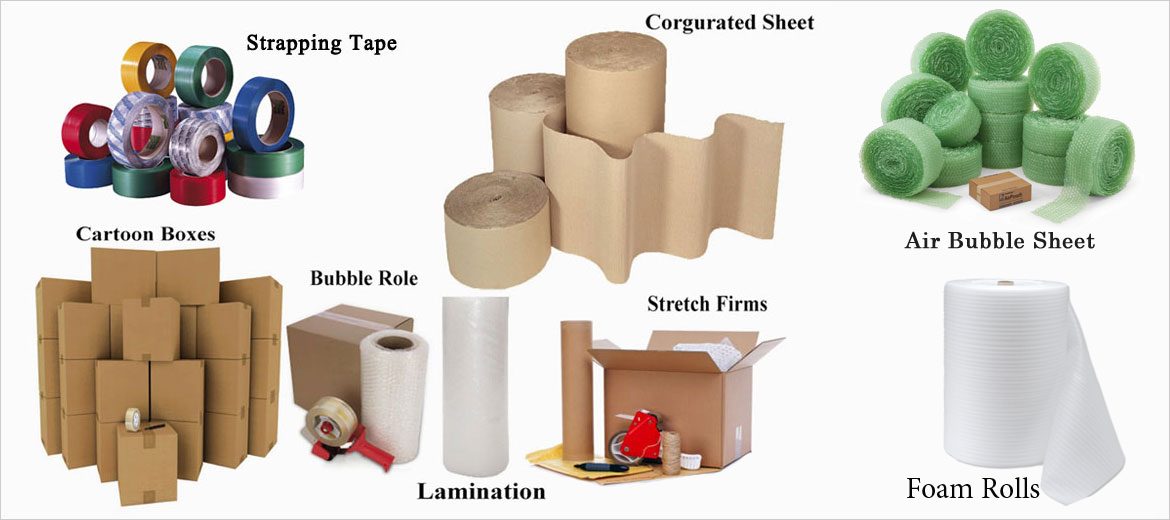 Strapping Tape
Corgurated Sheet
Cartoon Boxes
Bubble Role
Stretch Firms
Air Bubble Sheet
Lamination
Foam Rolls